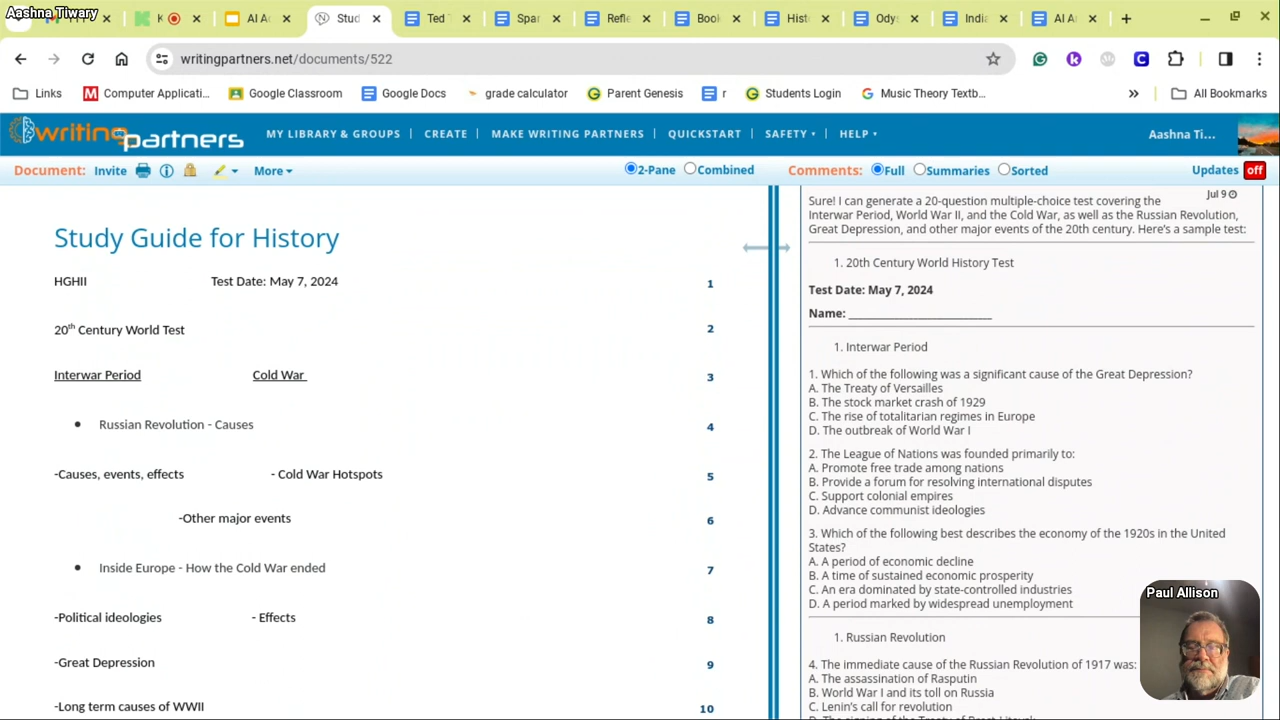 Aashna Tiwary
AI A
Stud
Ted
Spar
Refle
Book
Hist
Odys
India
AI A
writingpartners.net/documents/522
Links
Computer Applicati...
Google Classroom
Google Docs
grade calculator
Parent Genesis
r
Students Login
Music Theory Textb...
All Bookmarks
writingpartners
MY LIBRARY & GROUPS
CREATE
MAKE WRITING PARTNERS
QUICKSTART
SAFETY
HELP
Aashna Ti...
Document:
Invite
More
2-Pane
Combined
Comments:
Full
Summaries
Sorted
Updates
off
Study Guide for History
HGHII Test Date: May 7, 2024 1
20th Century World Test 2
Interwar Period Cold War 3
• Russian Revolution - Causes 4
-Causes, events, effects - Cold War Hotspots 5
-Other major events 6
• Inside Europe - How the Cold War ended 7
-Political ideologies - Effects 8
-Great Depression 9
-Long term causes of WWII 10
Jul 9
Sure! I can generate a 20-question multiple-choice test covering the
Interwar Period, World War II, and the Cold War, as well as the Russian Revolution,
Great Depression, and other major events of the 20th century. Here's a sample test:
1. 20th Century World History Test
Test Date: May 7, 2024
Name: ____________________________
1. Interwar Period
1. Which of the following was a significant cause of the Great Depression?
A. The Treaty of Versailles
B. The stock market crash of 1929
C. The rise of totalitarian regimes in Europe
D. The outbreak of World War I
2. The League of Nations was founded primarily to:
A. Promote free trade among nations
B. Provide a forum for resolving international disputes
C. Support colonial empires
D. Advance communist ideologies
3. Which of the following best describes the economy of the 1920s in the United
States?
A. A period of economic decline
B. A time of sustained economic prosperity
C. An era dominated by state-controlled industries
D. A period marked by widespread unemployment
1. Russian Revolution
4. The immediate cause of the Russian Revolution of 1917 was:
A. The assassination of Rasputin
B. World War I and its toll on Russia
C. Lenin's call for revolution
Paul Allison